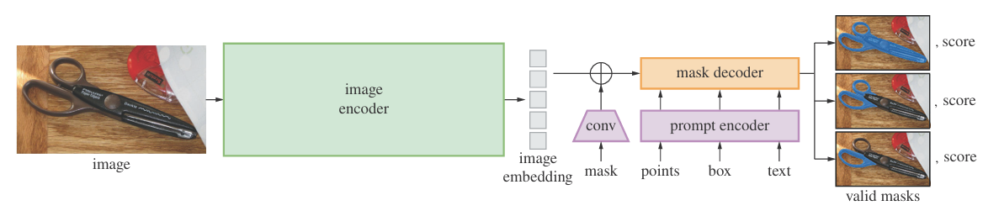 image
image
encoder
image
embedding
conv
mask
mask decoder
prompt encoder
points
box
text
, score
, score
, score
valid masks